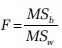 F = MS_b / MS_w